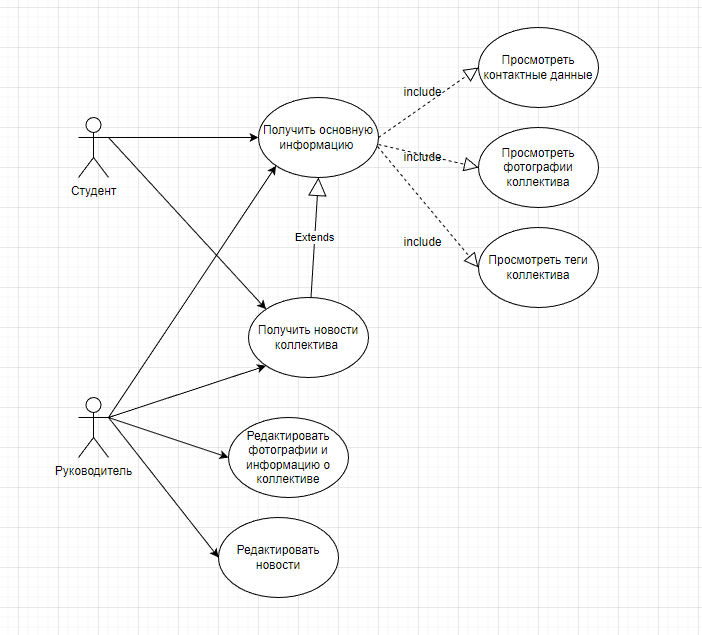 Просмотреть
контактные данные
include
Получить основную
информацию
include
Просмотреть
фотографии
коллектива
Студент
Extends
include
Просмотреть теги
коллектива
Получить новости
коллектива
Руководитель
Редактировать
фотографии и
информацию о
коллективе
Редактировать
новости